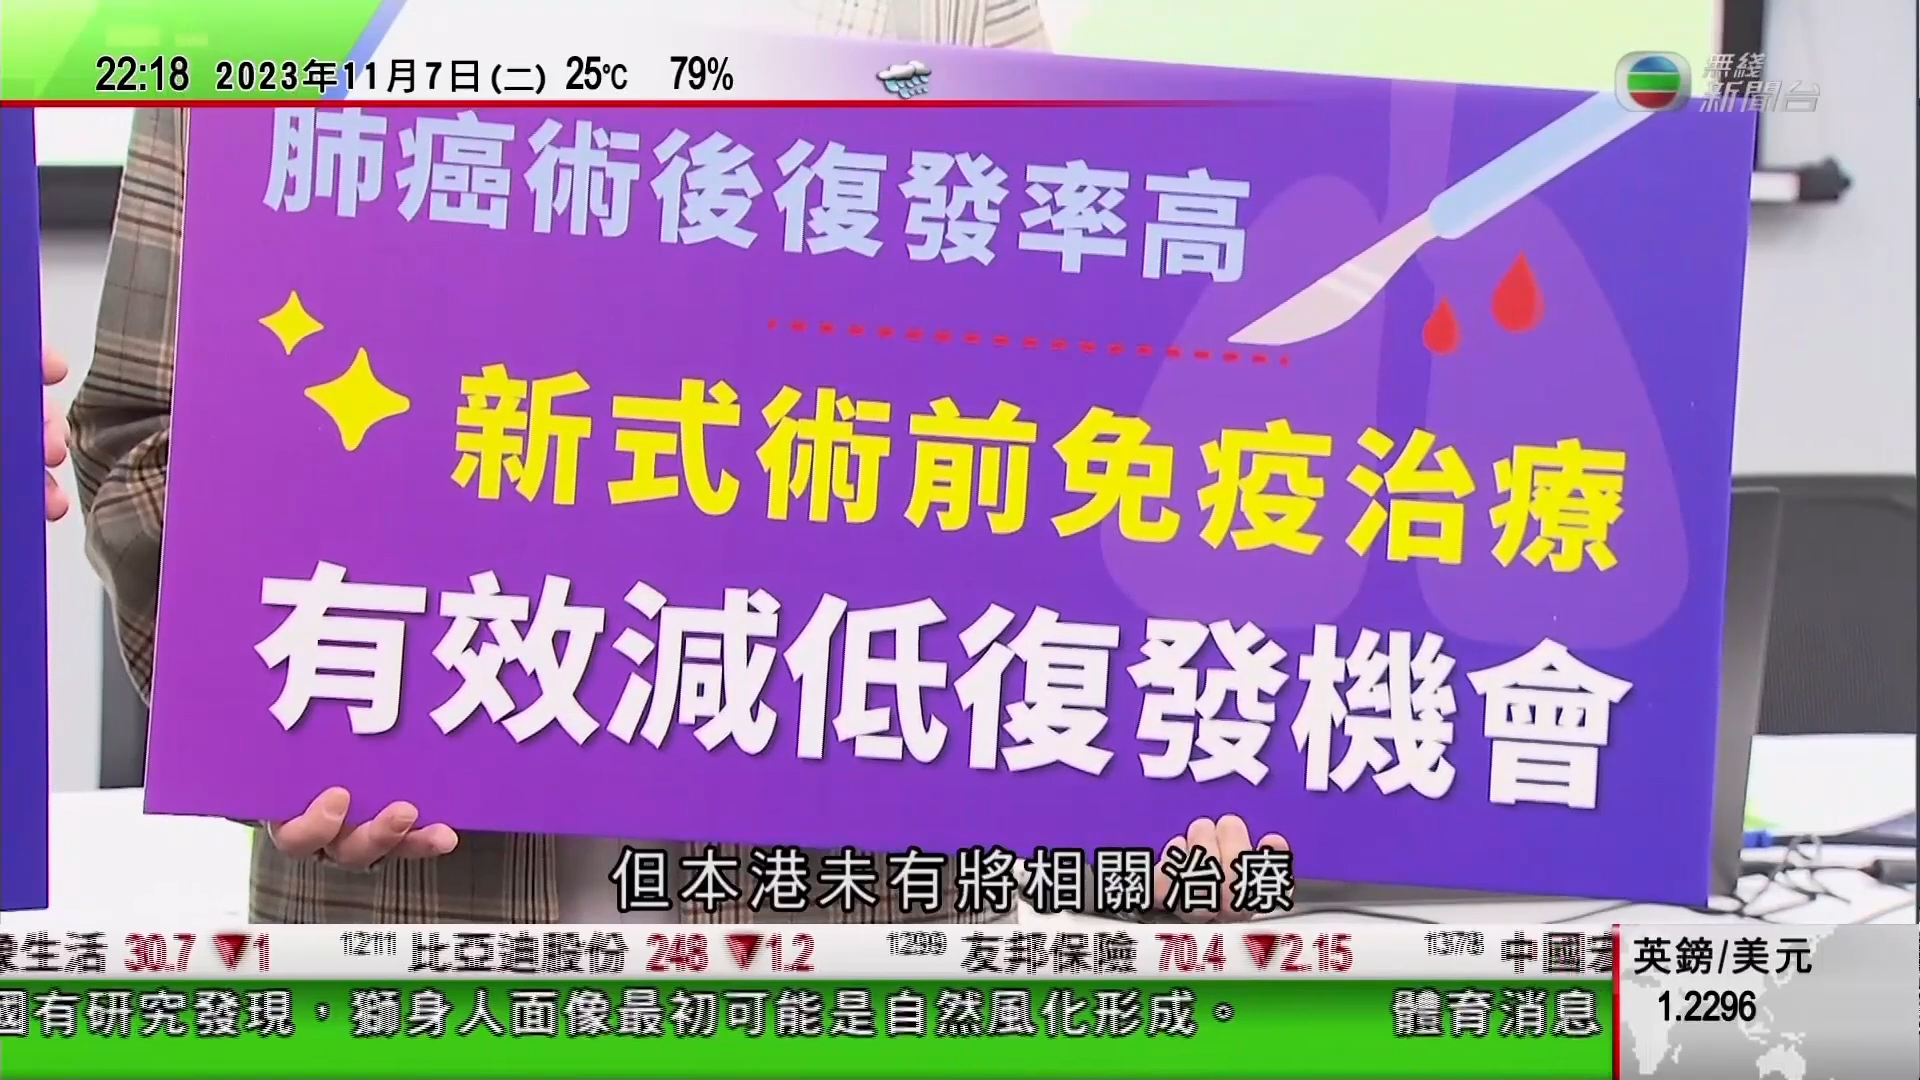 22:18 2023年11月7日(二) 25℃ 79%
無綫
新聞台
肺癌術後復發率高
新式術前免疫治療
有效減低復發機會
但本港未有將相關治療
象生活 30.7 ▼1 1211 比亞迪股份 248 ▼1.2 1299 友邦保險 70.4 ▼2.15 1378 中國宏
國有研究發現，獅身人面像最初可能是自然風化形成。 體育消息
英鎊/美元
1.2296